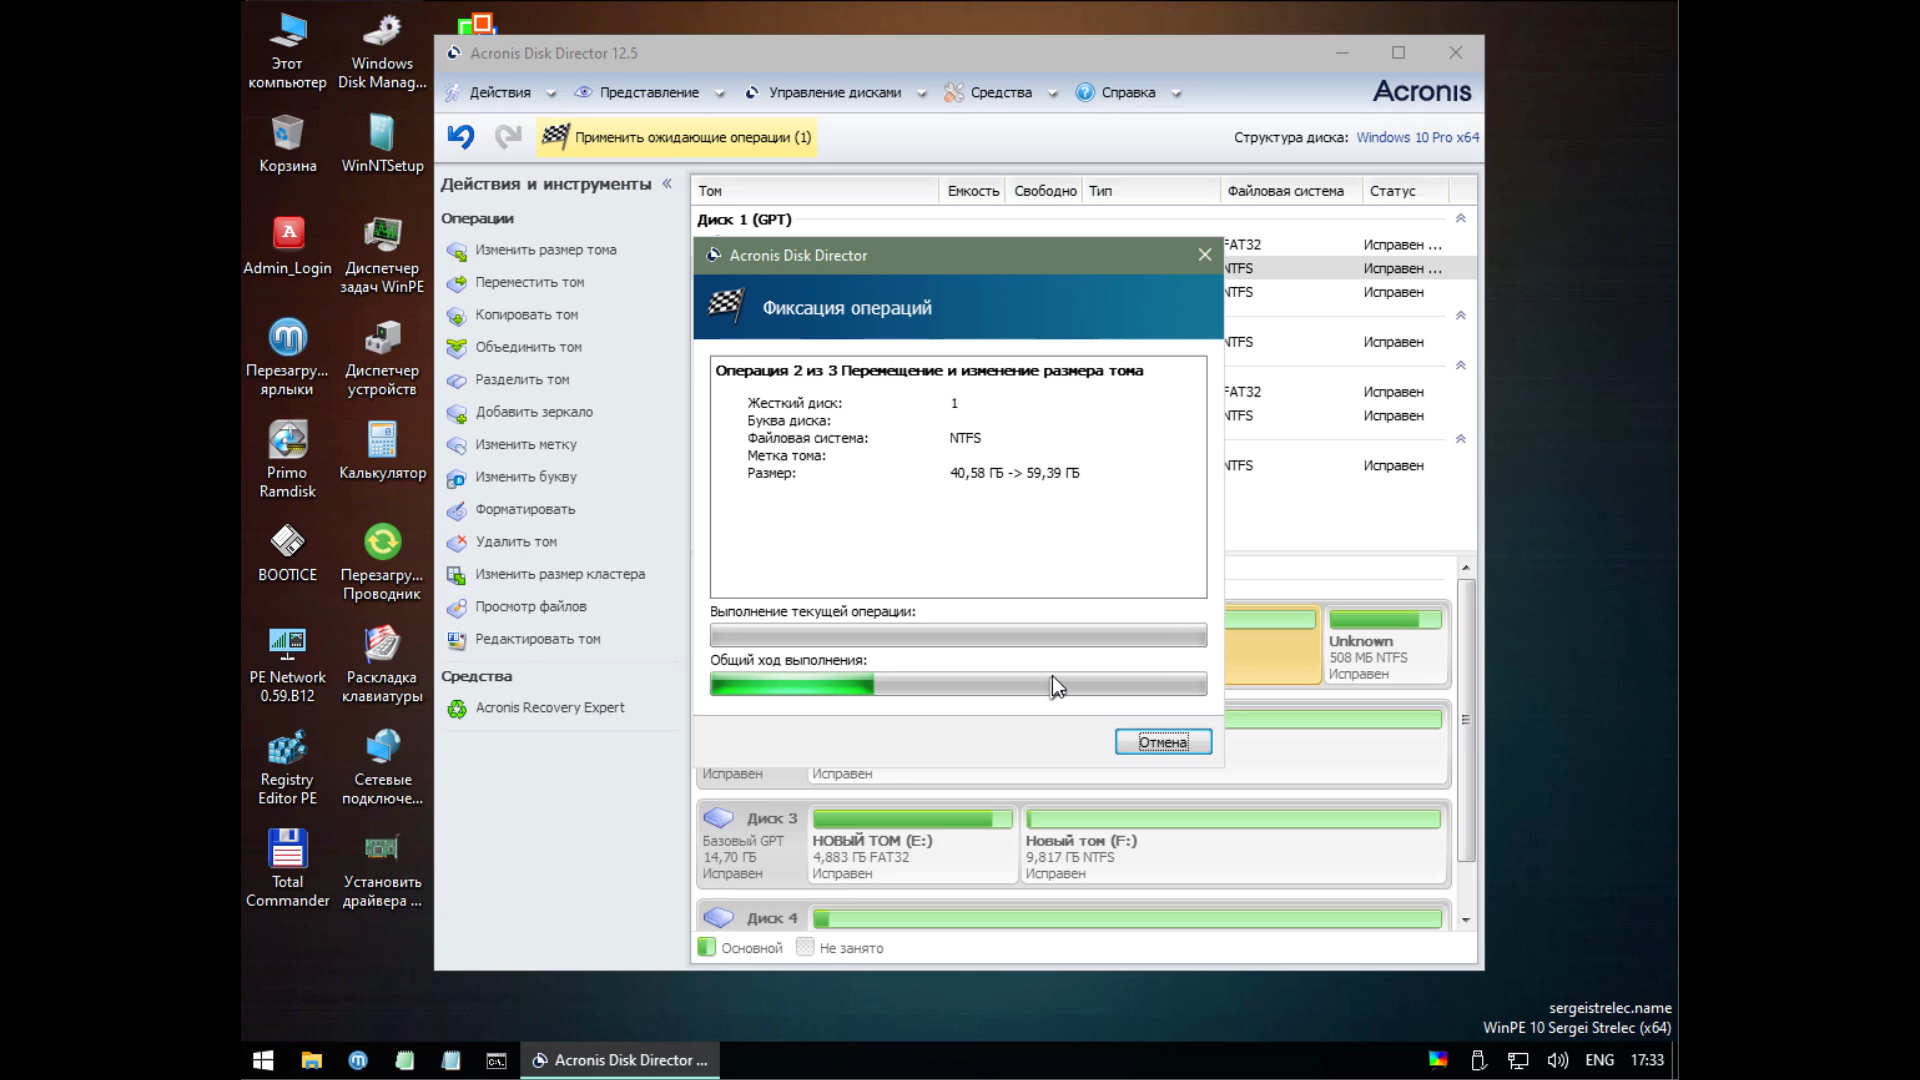 Этот компьютер
Windows Disk Manag...
Корзина
WinNTSetup
Admin_Login
Диспетчер задач WinPE
Перезагру... ярлыки
Диспетчер устройств
Primo Ramdisk
Калькулятор
BOOTICE
Перезагру... Проводник
PE Network 0.59.B12
Раскладка клавиатуры
Registry Editor PE
Сетевые подключе...
Total Commander
Установить драйвера ...
Acronis Disk Director 12.5
Действия
Представление
Управление дисками
Средства
Справка
Acronis
Применить ожидающие операции (1)
Структура диска: Windows 10 Pro x64
Действия и инструменты
Операции
Изменить размер тома
Переместить том
Копировать том
Объединить том
Разделить том
Добавить зеркало
Изменить метку
Изменить букву
Форматировать
Удалить том
Изменить размер кластера
Просмотр файлов
Редактировать том
Средства
Acronis Recovery Expert
Том Емкость Свободно Тип Файловая система Статус
Диск 1 (GPT)
FAT32 Исправен ...
NTFS Исправен ...
NTFS Исправен
NTFS Исправен
FAT32 Исправен
NTFS Исправен
NTFS Исправен
Acronis Disk Director
Фиксация операций
Операция 2 из 3 Перемещение и изменение размера тома
Жесткий диск: 1
Буква диска:
Файловая система: NTFS
Метка тома:
Размер: 40,58 ГБ -> 59,39 ГБ
Выполнение текущей операции:
Общий ход выполнения:
Отмена
Unknown
508 МБ NTFS
Исправен
Исправен
Исправен
Диск 3
Базовый GPT
14,70 ГБ
Исправен
НОВЫЙ ТОМ (E:)
4,883 ГБ FAT32
Исправен
Новый том (F:)
9,817 ГБ NTFS
Исправен
Диск 4
Основной
Не занято
sergeistrelec.name
WinPE 10 Sergei Strelec (x64)
Acronis Disk Director ...
ENG
17:33